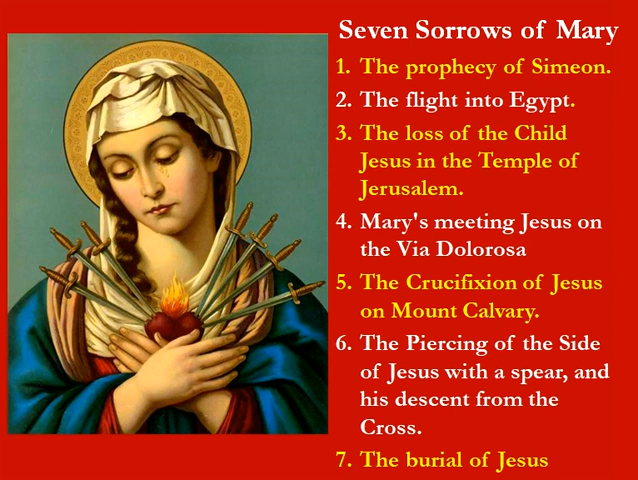 Seven Sorrows of Mary
1. The prophecy of Simeon.
2. The flight into Egypt.
3. The loss of the Child
Jesus in the Temple of
Jerusalem.
4. Mary's meeting Jesus on
the Via Dolorosa
5. The Crucifixion of Jesus
on Mount Calvary.
6. The Piercing of the Side
of Jesus with a spear, and
his descent from the
Cross.
7. The burial of Jesus